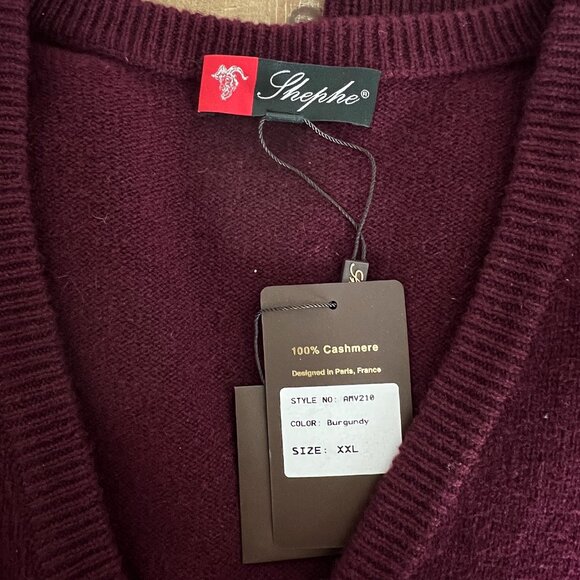 Shephe®
100% Cashmere
Designed in Paris, France
STYLE NO: AMV210
COLOR: Burgundy
SIZE: XXL